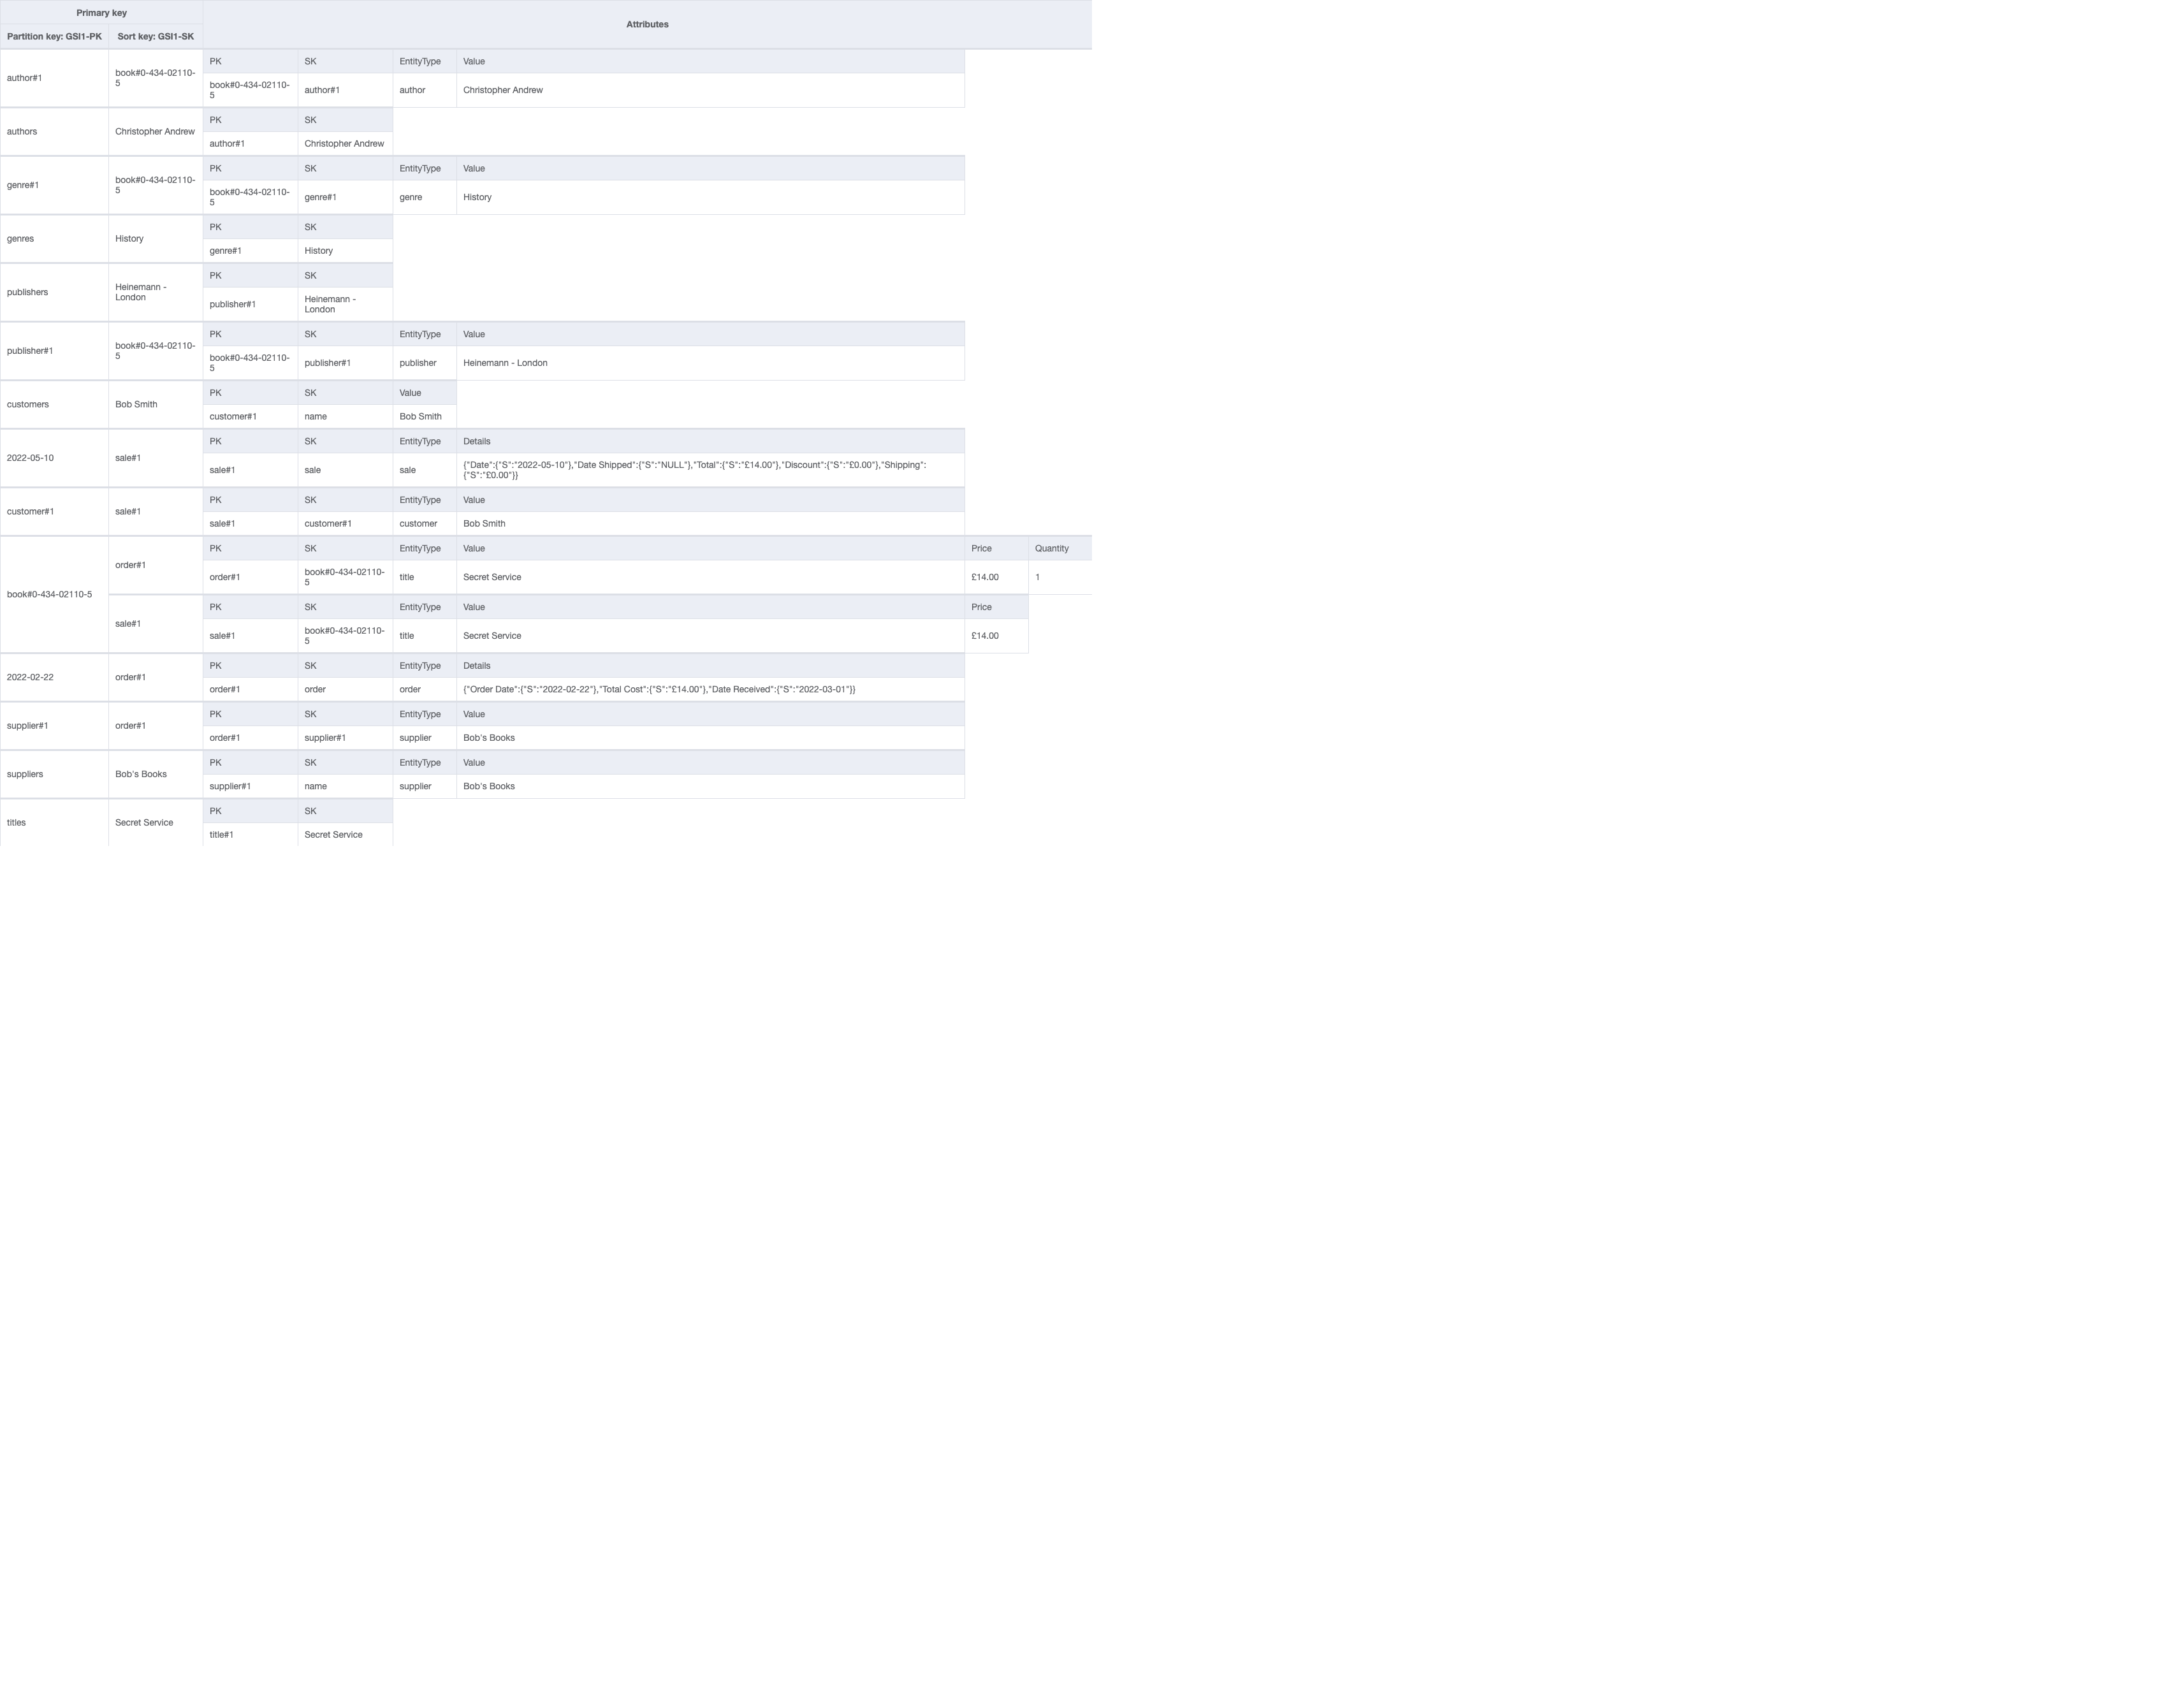 Primary key
Attributes
Partition key: GSI1-PK Sort key: GSI1-SK
PK SK EntityType Value
author#1 book#0-434-02110-
5
book#0-434-02110-
5 author#1 author Christopher Andrew
PK SK
authors Christopher Andrew
author#1 Christopher Andrew
PK SK EntityType Value
genre#1 book#0-434-02110-
5
book#0-434-02110-
5 genre#1 genre History
PK SK
genres History
genre#1 History
PK SK
publishers Heinemann -
London
publisher#1 Heinemann -
London
PK SK EntityType Value
publisher#1 book#0-434-02110-
5
book#0-434-02110-
5 publisher#1 publisher Heinemann - London
PK SK Value
customers Bob Smith
customer#1 name Bob Smith
PK SK EntityType Details
2022-05-10 sale#1
sale#1 sale sale {"Date":{"S":"2022-05-10"},"Date Shipped":{"S":"NULL"},"Total":{"S":"£14.00"},"Discount":{"S":"£0.00"},"Shipping":
{"S":"£0.00"}}
PK SK EntityType Value
customer#1 sale#1
sale#1 customer#1 customer Bob Smith
PK SK EntityType Value Price Quantity
order#1
order#1 book#0-434-02110-
5 title Secret Service £14.00 1
book#0-434-02110-5
PK SK EntityType Value Price
sale#1
sale#1 book#0-434-02110-
5 title Secret Service £14.00
PK SK EntityType Details
2022-02-22 order#1
order#1 order order {"Order Date":{"S":"2022-02-22"},"Total Cost":{"S":"£14.00"},"Date Received":{"S":"2022-03-01"}}
PK SK EntityType Value
supplier#1 order#1
order#1 supplier#1 supplier Bob's Books
PK SK EntityType Value
suppliers Bob's Books
supplier#1 name supplier Bob's Books
PK SK
titles Secret Service
title#1 Secret Service